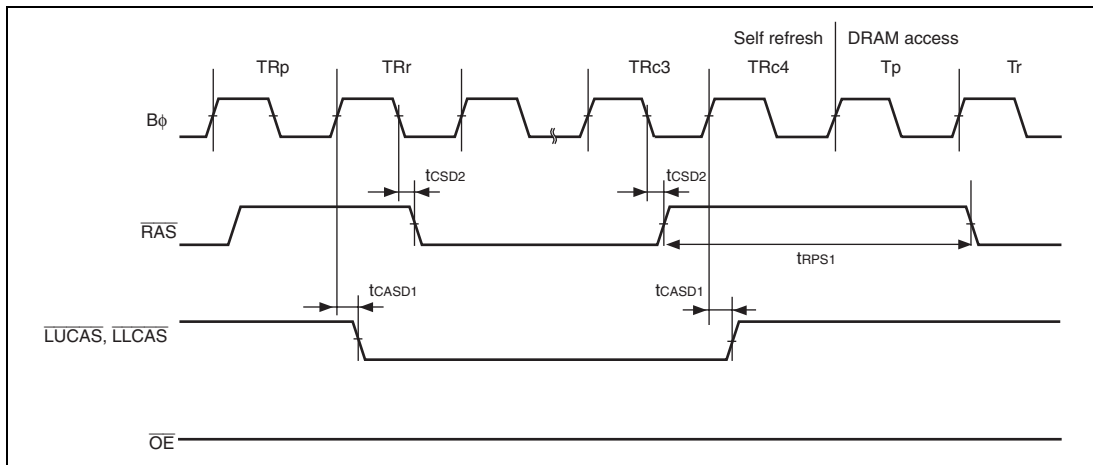 Self refresh DRAM access
TRp TRr TRc3 TRc4 Tp Tr
Bϕ
tCSD2 tCSD2
RAS
tRPS1
tCASD1 tCASD1
LUCAS, LLCAS
OE